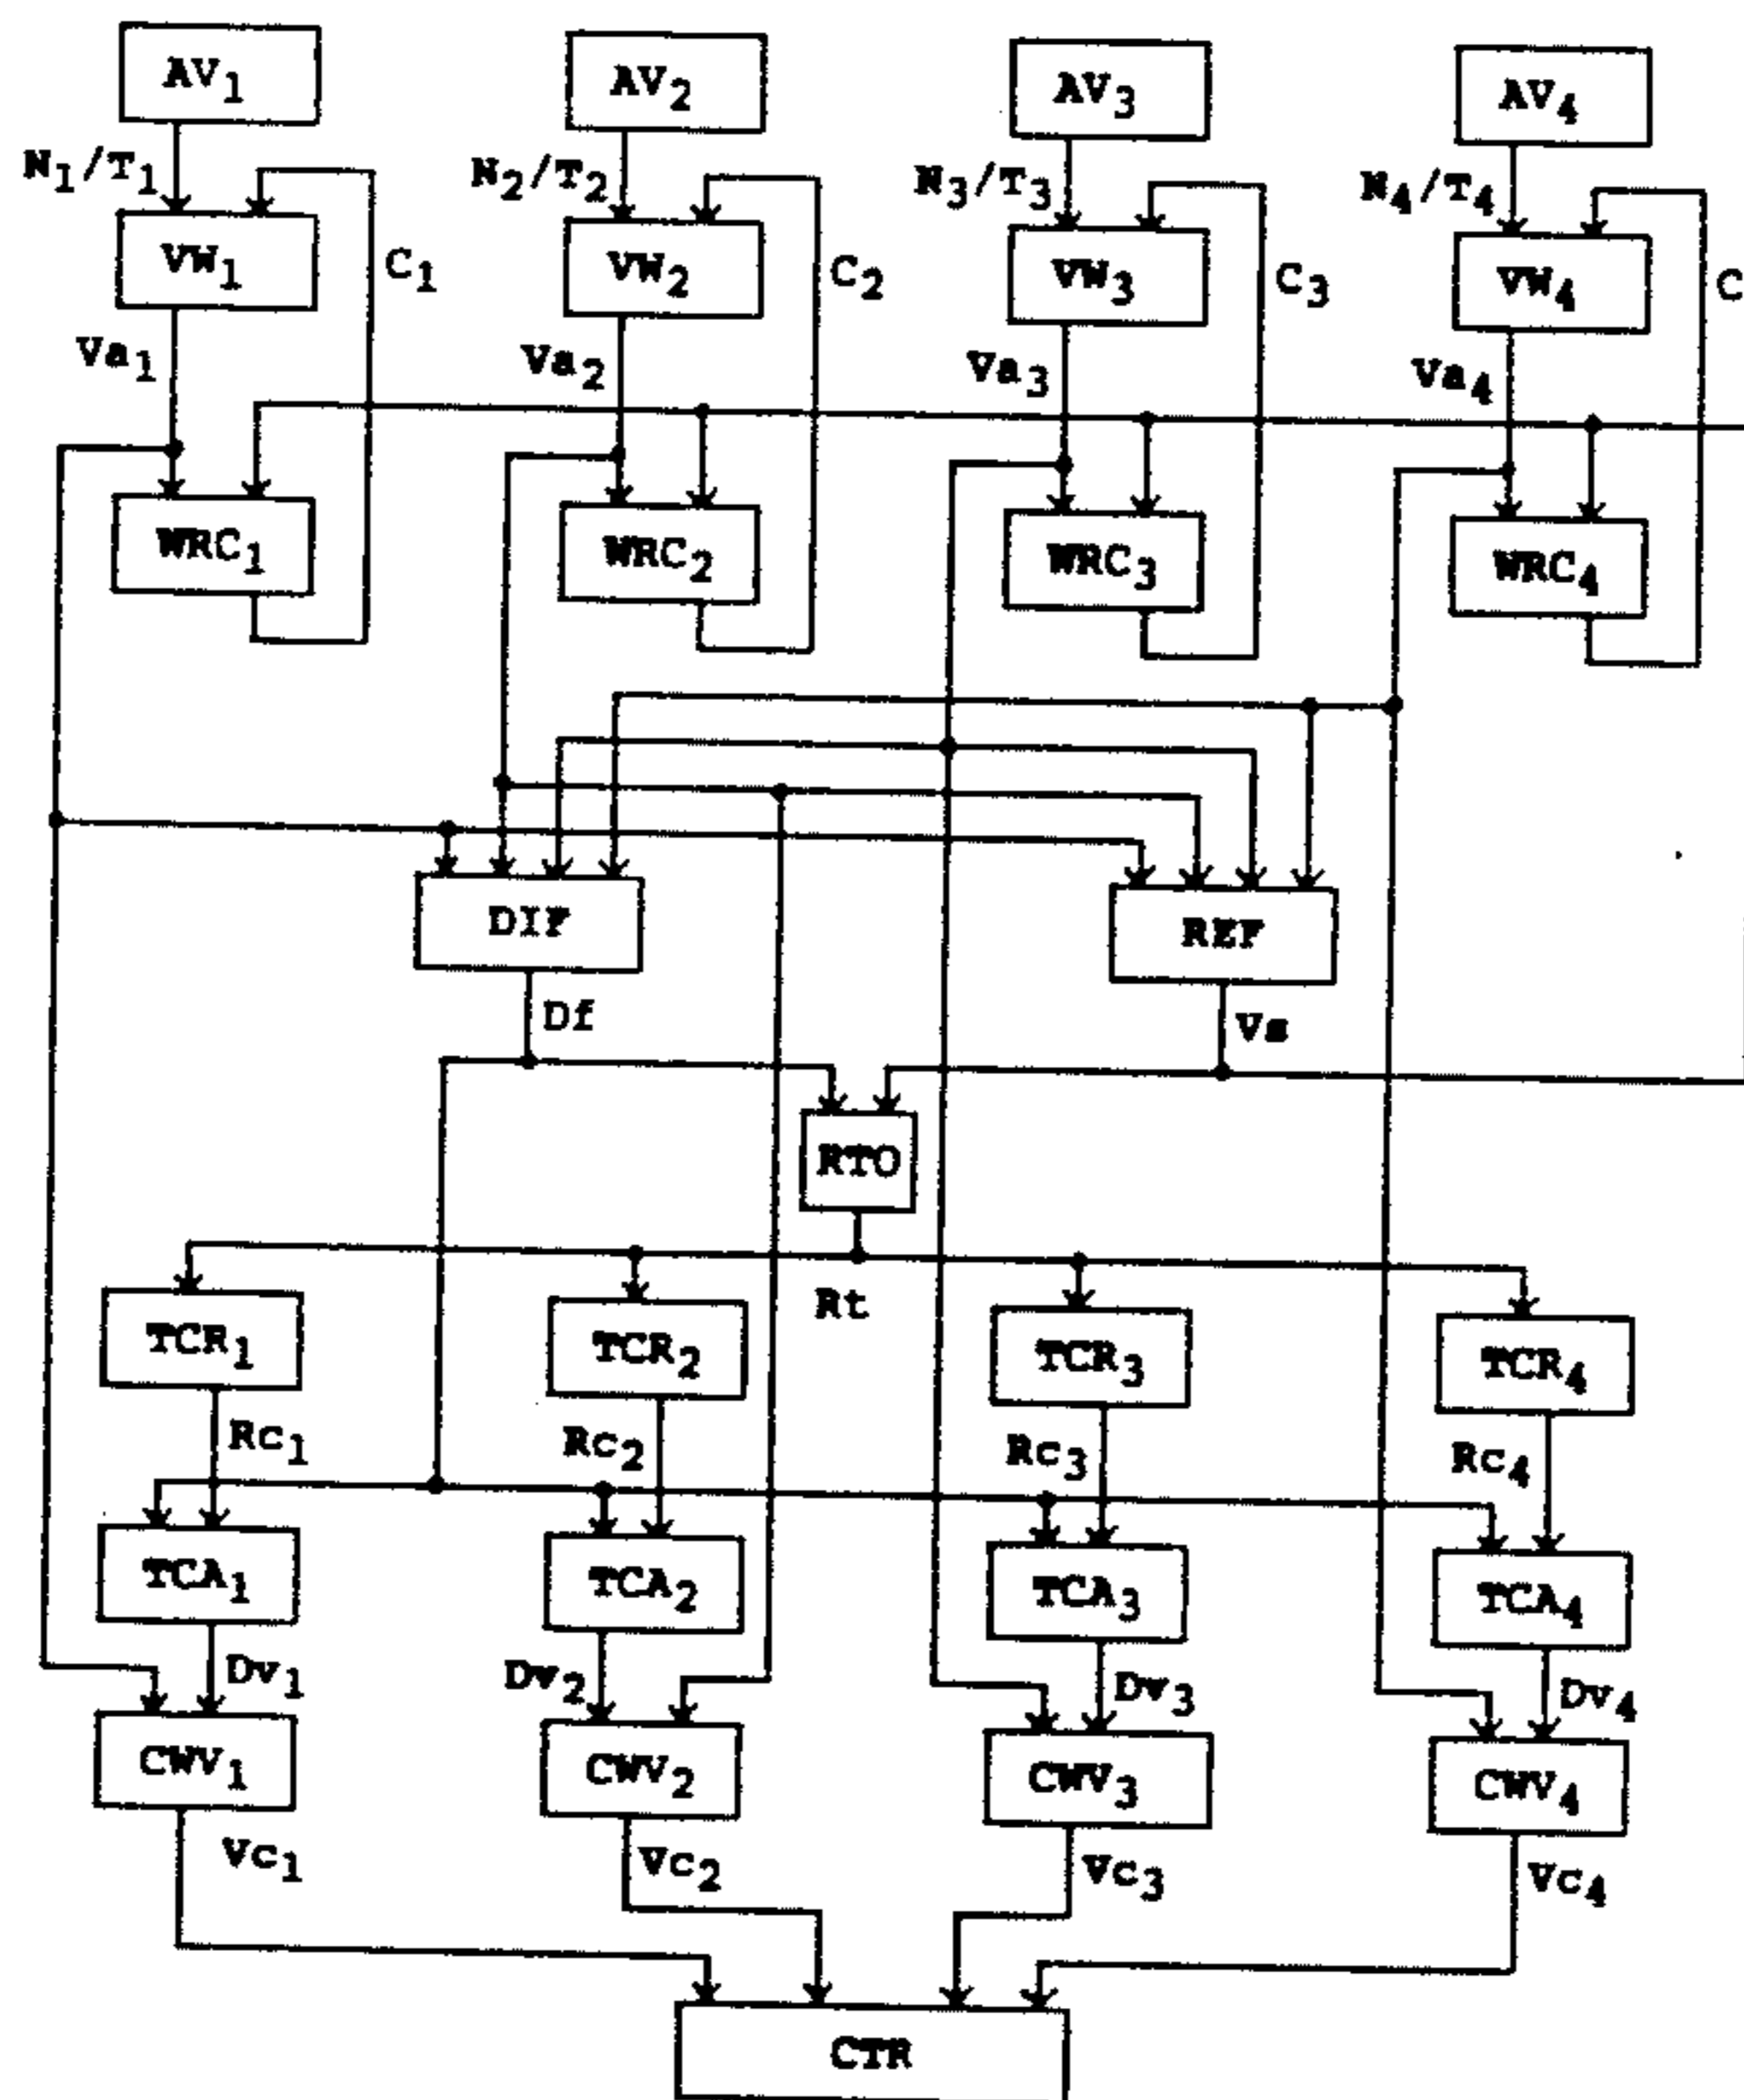 AV1 AV2 AV3 AV4
N1/T1 N2/T2 N3/T3 N4/T4
VW1 C1 VW2 C2 VW3 C3 VW4 C
Va1 Va2 Va3 Va4
WRC1 WRC2 WRC3 WRC4
DIF REF
Df Vs
RTO
Rt
TCR1 TCR2 TCR3 TCR4
Rc1 Rc2 Rc3 Rc4
TCA1 TCA2 TCA3 TCA4
Dv1 Dv2 Dv3 Dv4
CWV1 CWV2 CWV3 CWV4
Vc1 Vc2 Vc3 Vc4
CTR